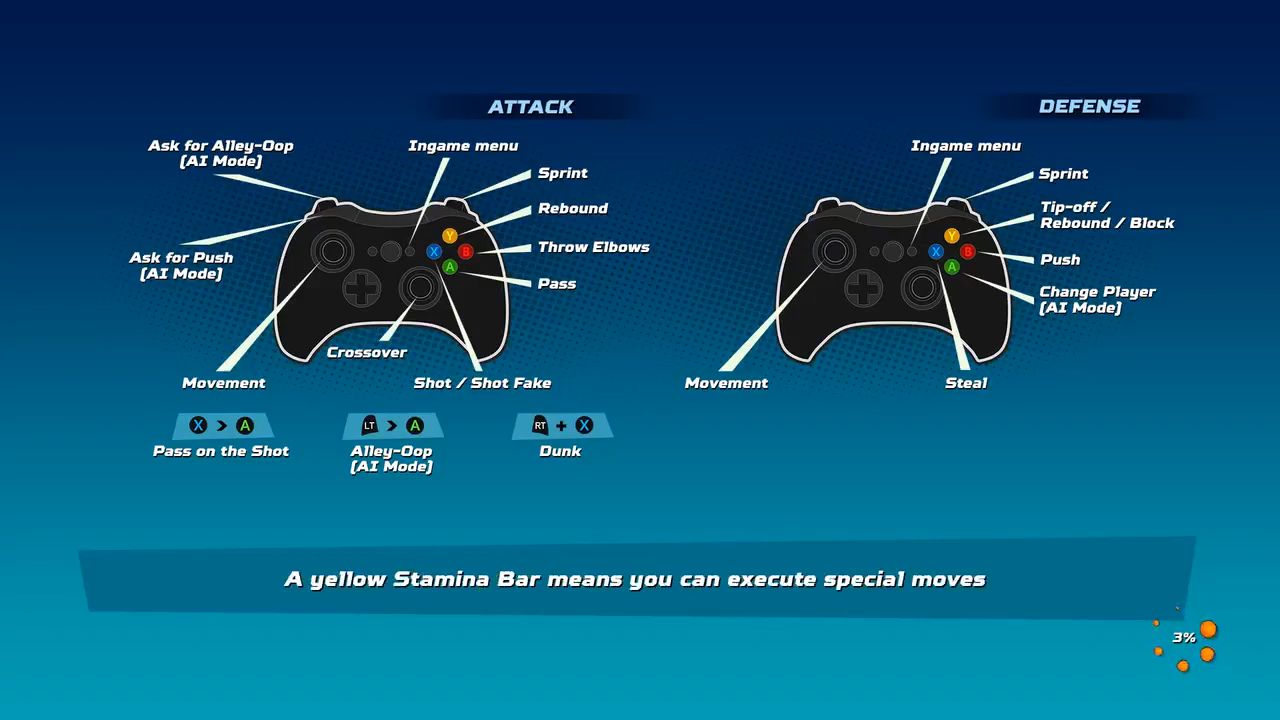 ATTACK
Ask for Alley-Oop
[AI Mode]
Ingame menu
Sprint
Rebound
Throw Elbows
Pass
Ask for Push
[AI Mode]
Y
X
B
A
Crossover
Movement
Shot / Shot Fake
X > A
Pass on the Shot
LT > A
Alley-Oop
[AI Mode]
RT + X
Dunk
DEFENSE
Ingame menu
Sprint
Tip-off /
Rebound / Block
Push
Change Player
[AI Mode]
Y
X
B
A
Movement
Steal
A yellow Stamina Bar means you can execute special moves
3%